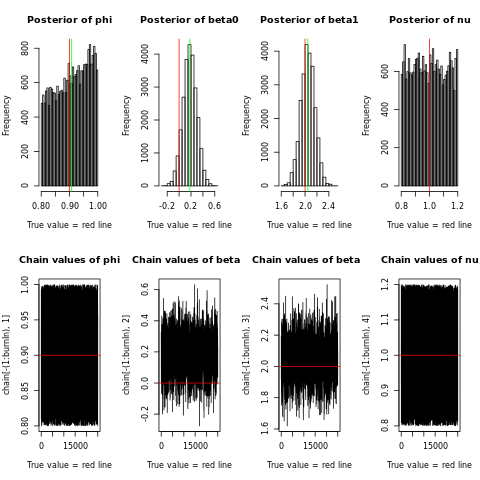 Posterior of phi
Posterior of beta0
Posterior of beta1
Posterior of nu
Frequency
0
200
400
600
800
0.80
0.90
1.00
True value = red line
Frequency
0
1000
2000
3000
4000
-0.2
0.2
0.6
True value = red line
Frequency
0
1000
2000
3000
4000
1.6
2.0
2.4
True value = red line
Frequency
0
200
400
600
0.8
1.0
1.2
True value = red line
Chain values of phi
Chain values of beta
Chain values of beta
Chain values of nu
chain[-(1:burnIn), 1]
0.80
0.85
0.90
0.95
1.00
0
15000
True value = red line
chain[-(1:burnIn), 2]
-0.2
0.0
0.2
0.4
0.6
0
15000
True value = red line
chain[-(1:burnIn), 3]
1.6
1.8
2.0
2.2
2.4
0
15000
True value = red line
chain[-(1:burnIn), 4]
0.8
0.9
1.0
1.1
1.2
0
15000
True value = red line